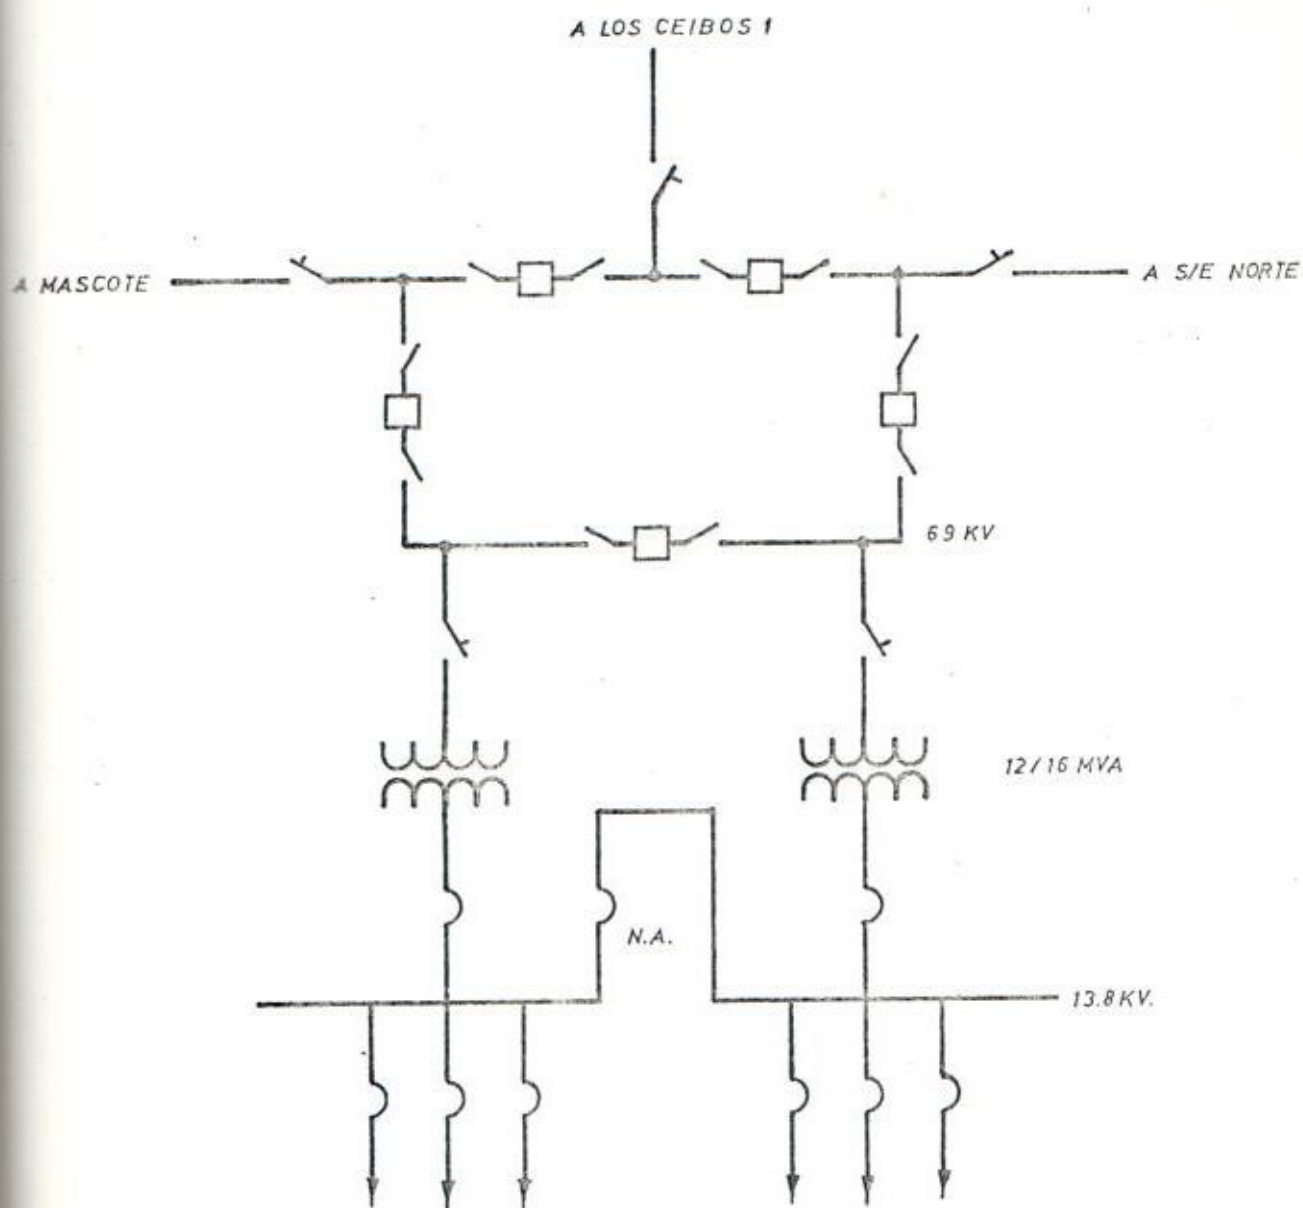 A LOS CEIBOS 1
A MASCOTE
A S/E NORTE
69 KV
12/16 MVA
N.A.
13.8 KV.